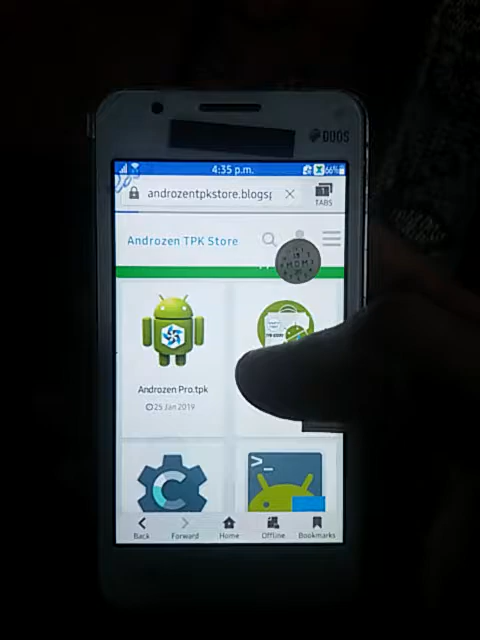 DUOS
4:35 p.m.
66%
androzentpkstore.blogsp
1
TABS
Androzen TPK Store
Androzen Pro.tpk
25 Jan 2019
>_
Back
Forward
Home
Offline
Bookmarks